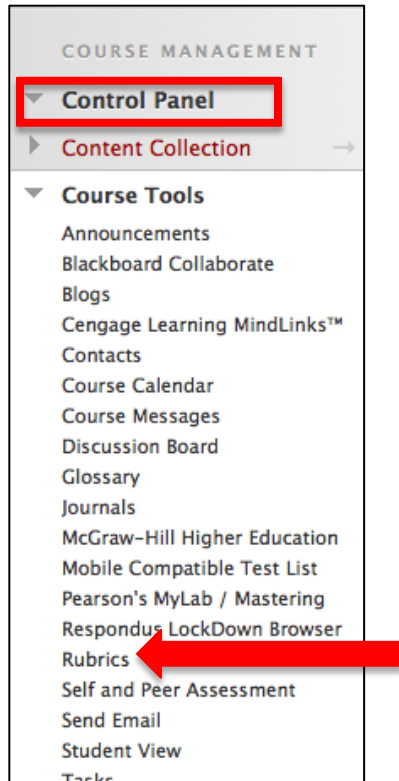 COURSE MANAGEMENT
Control Panel
Content Collection
Course Tools
Announcements
Blackboard Collaborate
Blogs
Cengage Learning MindLinks™
Contacts
Course Calendar
Course Messages
Discussion Board
Glossary
Journals
McGraw-Hill Higher Education
Mobile Compatible Test List
Pearson's MyLab / Mastering
Respondus LockDown Browser
Rubrics
Self and Peer Assessment
Send Email
Student View
Tasks